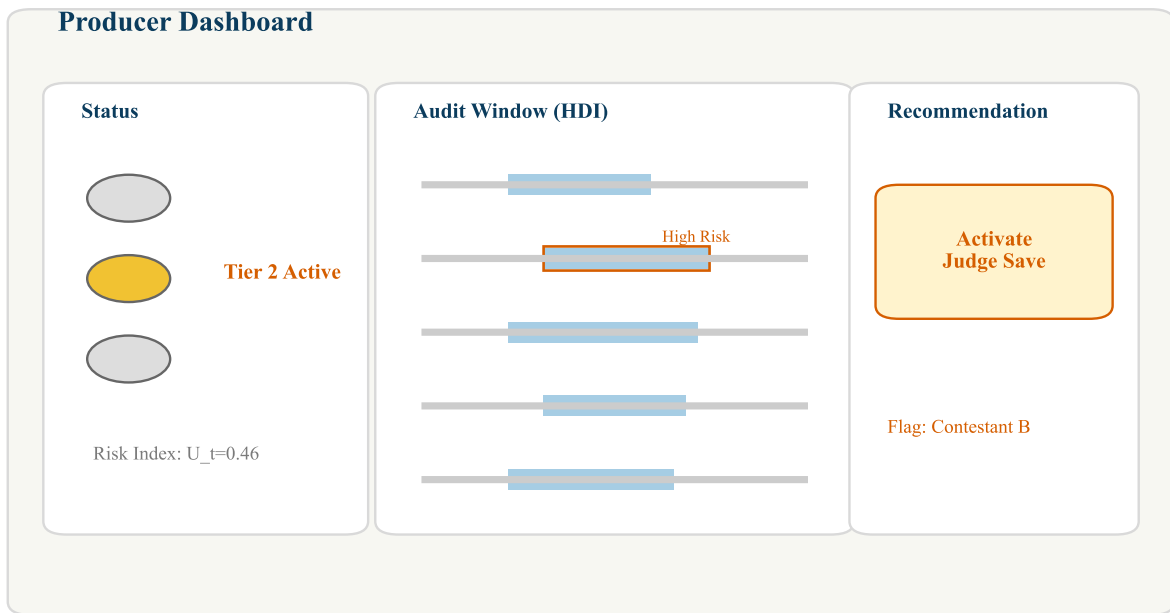 Producer Dashboard
Status
Tier 2 Active
Risk Index: U_t=0.46
Audit Window (HDI)
High Risk
Recommendation
Activate
Judge Save
Flag: Contestant B